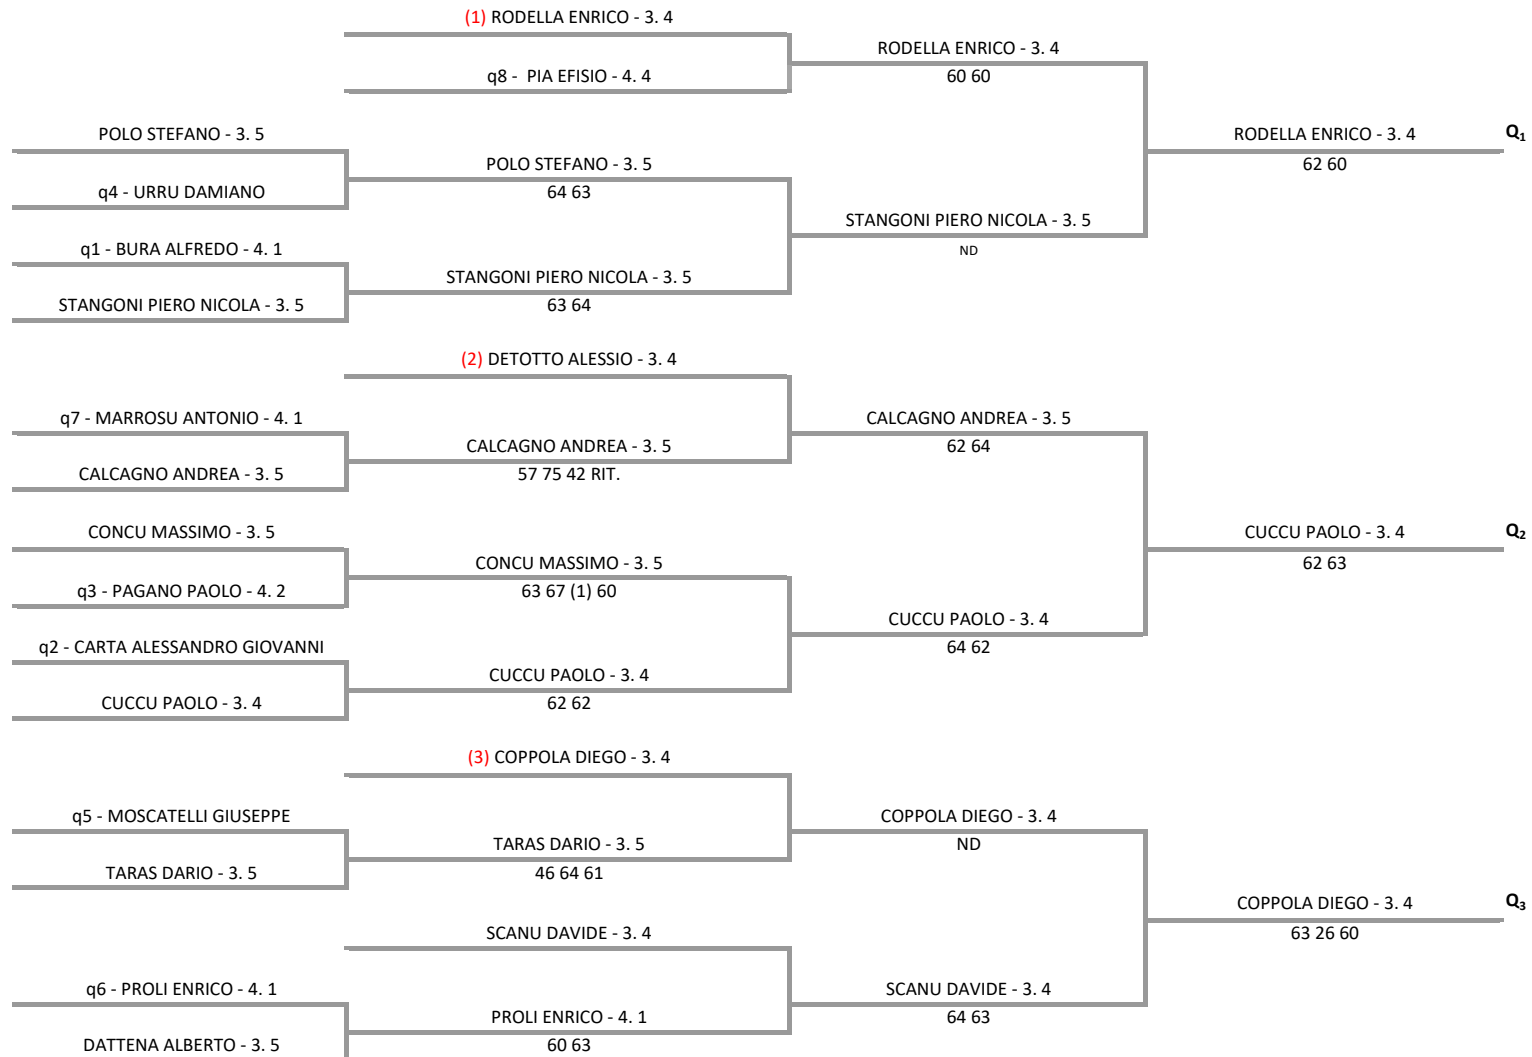 (1) RODELLA ENRICO - 3. 4
RODELLA ENRICO - 3. 4
q8 - PIA EFISIO - 4. 4
60 60
POLO STEFANO - 3. 5
RODELLA ENRICO - 3. 4
Q1
POLO STEFANO - 3. 5
62 60
q4 - URRU DAMIANO
64 63
STANGONI PIERO NICOLA - 3. 5
q1 - BURA ALFREDO - 4. 1
ND
STANGONI PIERO NICOLA - 3. 5
STANGONI PIERO NICOLA - 3. 5
63 64
(2) DETOTTO ALESSIO - 3. 4
q7 - MARROSU ANTONIO - 4. 1
CALCAGNO ANDREA - 3. 5
CALCAGNO ANDREA - 3. 5
62 64
CALCAGNO ANDREA - 3. 5
57 75 42 RIT.
CONCU MASSIMO - 3. 5
CUCCU PAOLO - 3. 4
Q2
CONCU MASSIMO - 3. 5
62 63
q3 - PAGANO PAOLO - 4. 2
63 67 (1) 60
CUCCU PAOLO - 3. 4
q2 - CARTA ALESSANDRO GIOVANNI
64 62
CUCCU PAOLO - 3. 4
CUCCU PAOLO - 3. 4
62 62
(3) COPPOLA DIEGO - 3. 4
q5 - MOSCATELLI GIUSEPPE
COPPOLA DIEGO - 3. 4
TARAS DARIO - 3. 5
ND
TARAS DARIO - 3. 5
46 64 61
COPPOLA DIEGO - 3. 4
Q3
SCANU DAVIDE - 3. 4
63 26 60
q6 - PROLI ENRICO - 4. 1
SCANU DAVIDE - 3. 4
PROLI ENRICO - 4. 1
64 63
DATTENA ALBERTO - 3. 5
60 63